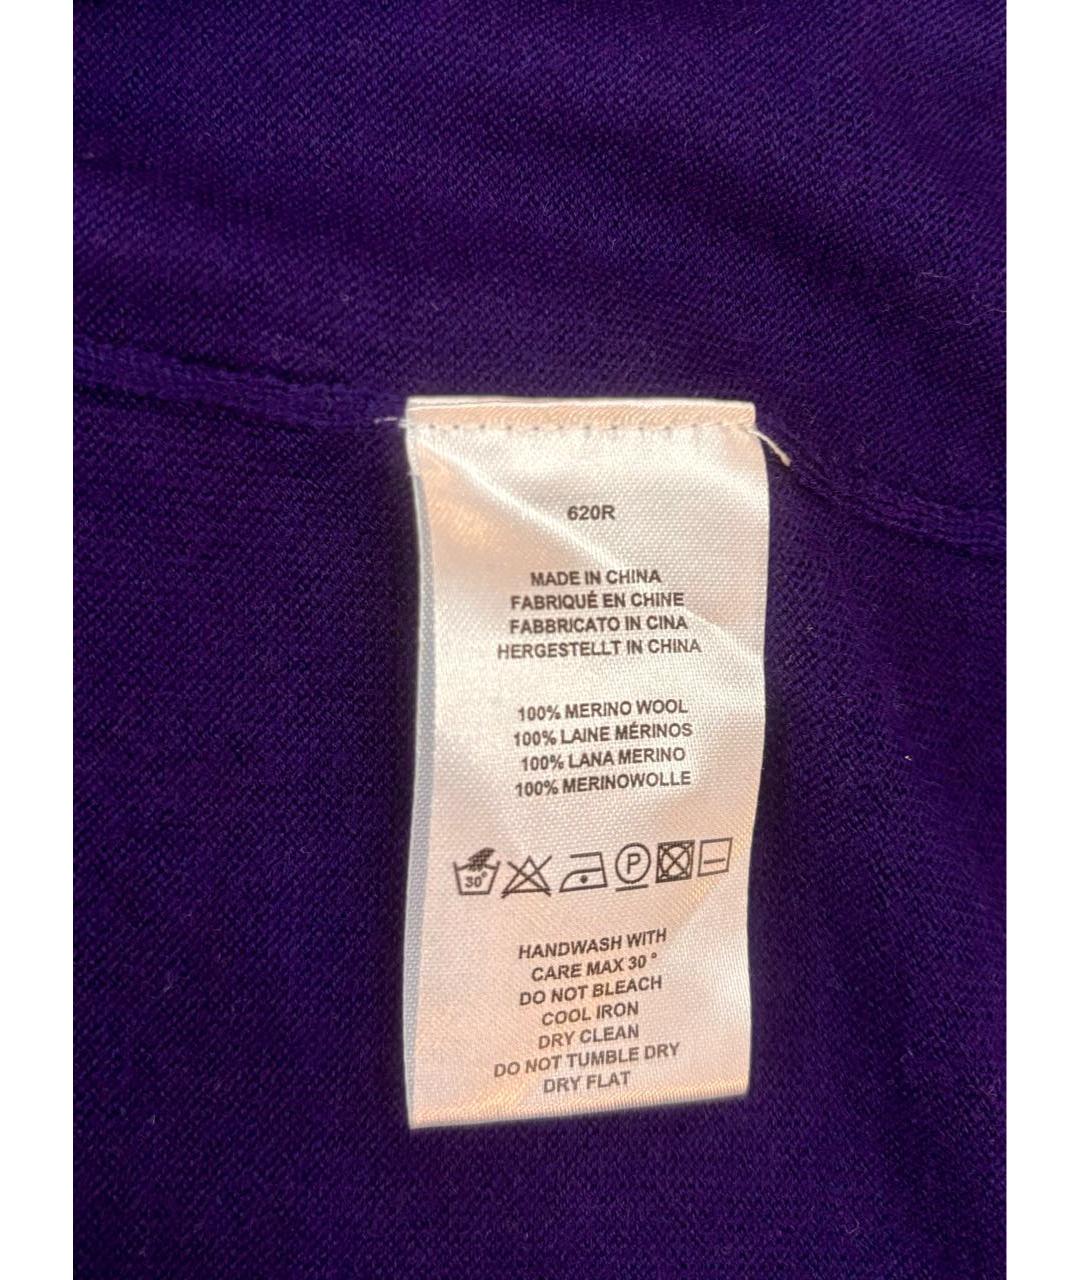 620R
MADE IN CHINA
FABRIQUÉ EN CHINE
FABBRICATO IN CINA
HERGESTELLT IN CHINA
100% MERINO WOOL
100% LAINE MÉRINOS
100% LANA MERINO
100% MERINOWOLLE
30° P
HANDWASH WITH
CARE MAX 30 °
DO NOT BLEACH
COOL IRON
DRY CLEAN
DO NOT TUMBLE DRY
DRY FLAT